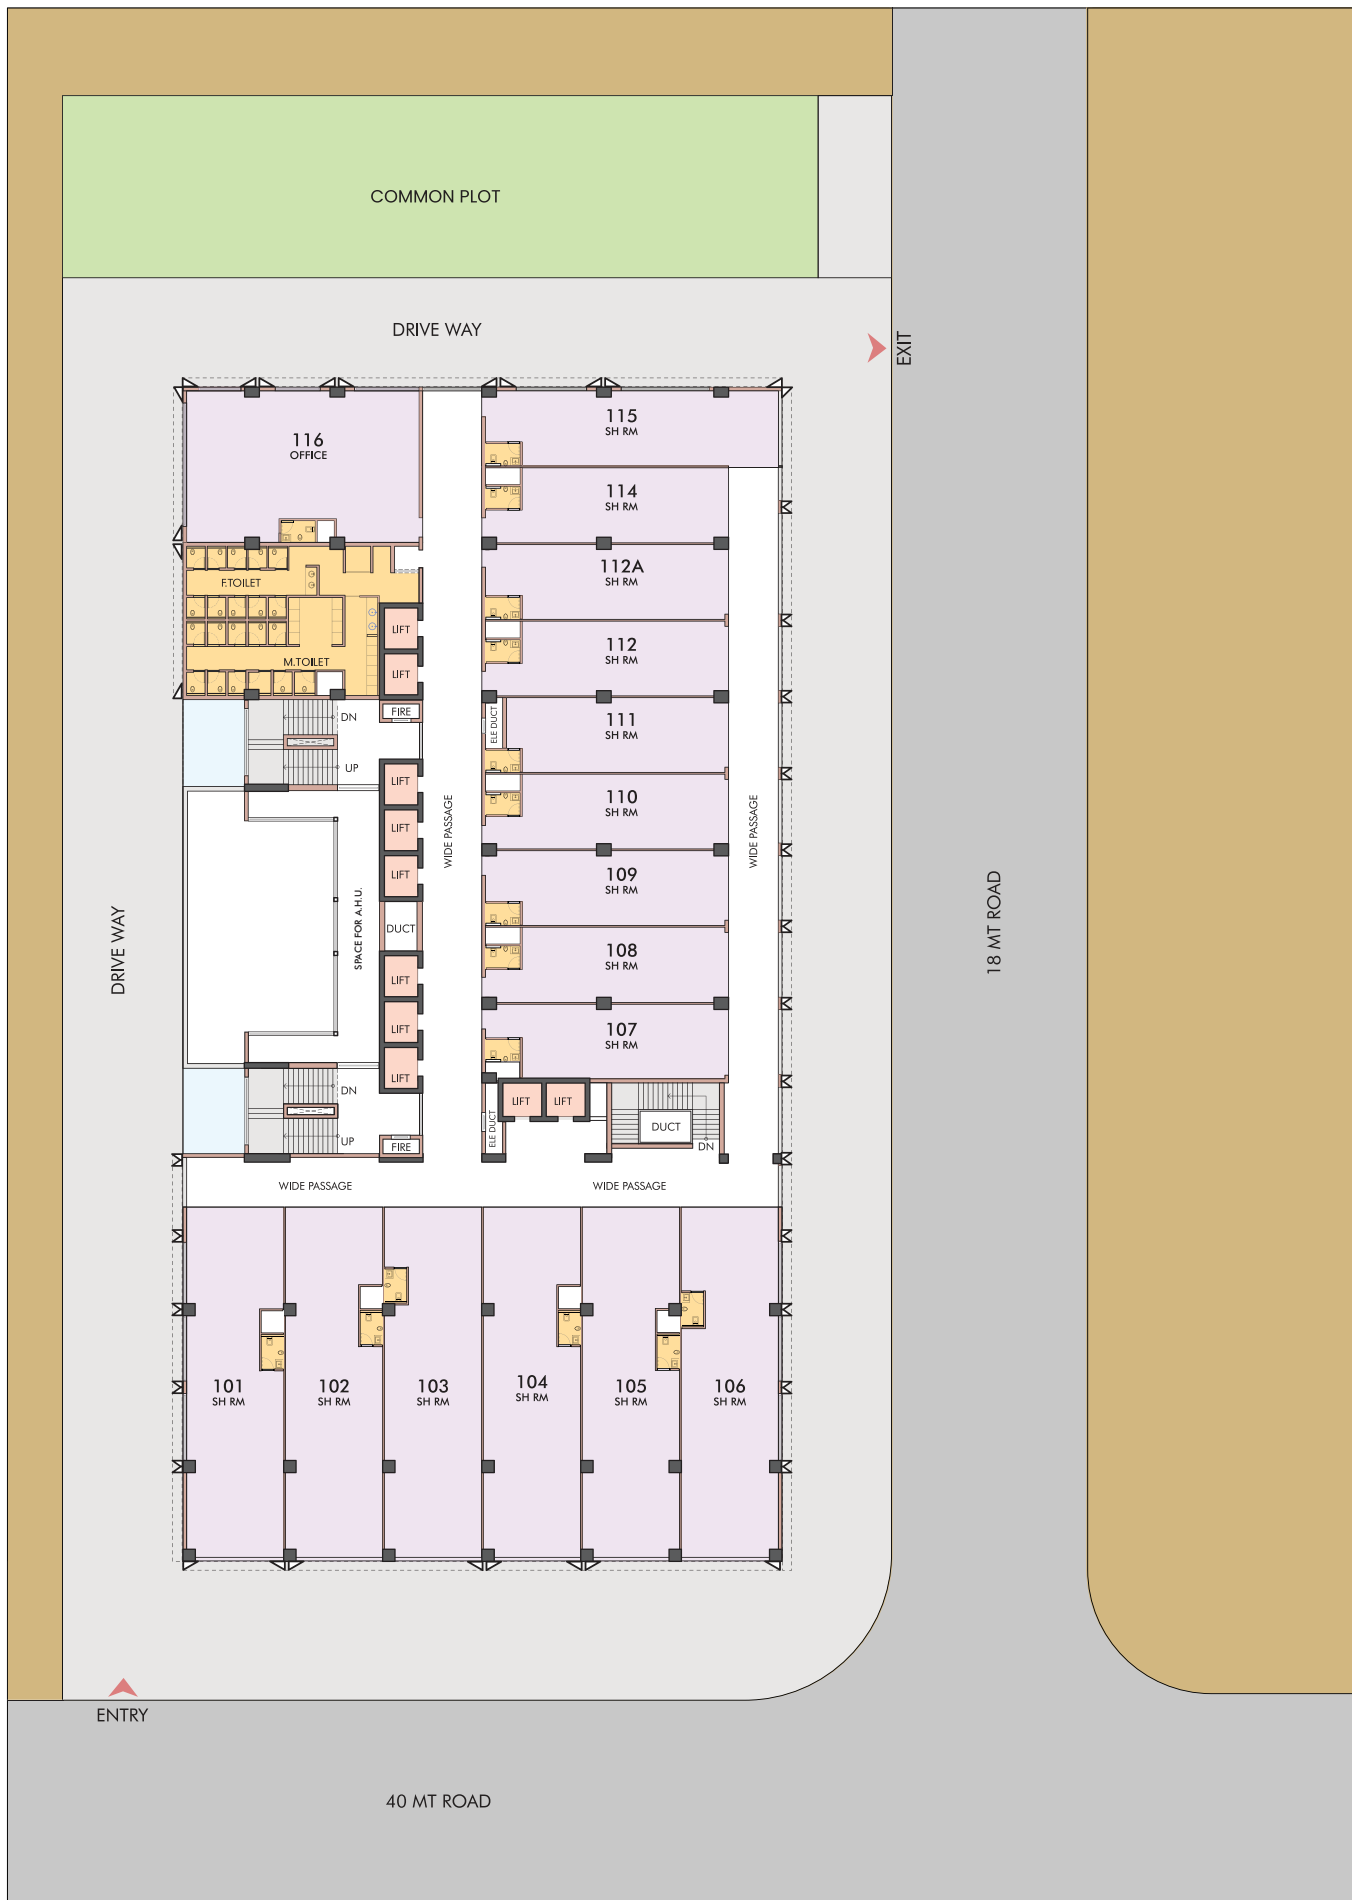 COMMON PLOT
DRIVE WAY
EXIT
116
OFFICE
115
SH RM
114
SH RM
112A
SH RM
F.TOILET
LIFT
112
SH RM
M.TOILET
LIFT
FIRE
DN
ELE DUCT
111
SH RM
UP
LIFT
110
SH RM
WIDE PASSAGE
WIDE PASSAGE
LIFT
LIFT
109
SH RM
SPACE FOR A.H.U.
DUCT
DRIVE WAY
18 MT ROAD
108
SH RM
LIFT
LIFT
107
SH RM
LIFT
DN
LIFT
LIFT
ELE DUCT
DUCT
UP
FIRE
DN
WIDE PASSAGE
WIDE PASSAGE
101
SH RM
102
SH RM
103
SH RM
104
SH RM
105
SH RM
106
SH RM
ENTRY
40 MT ROAD